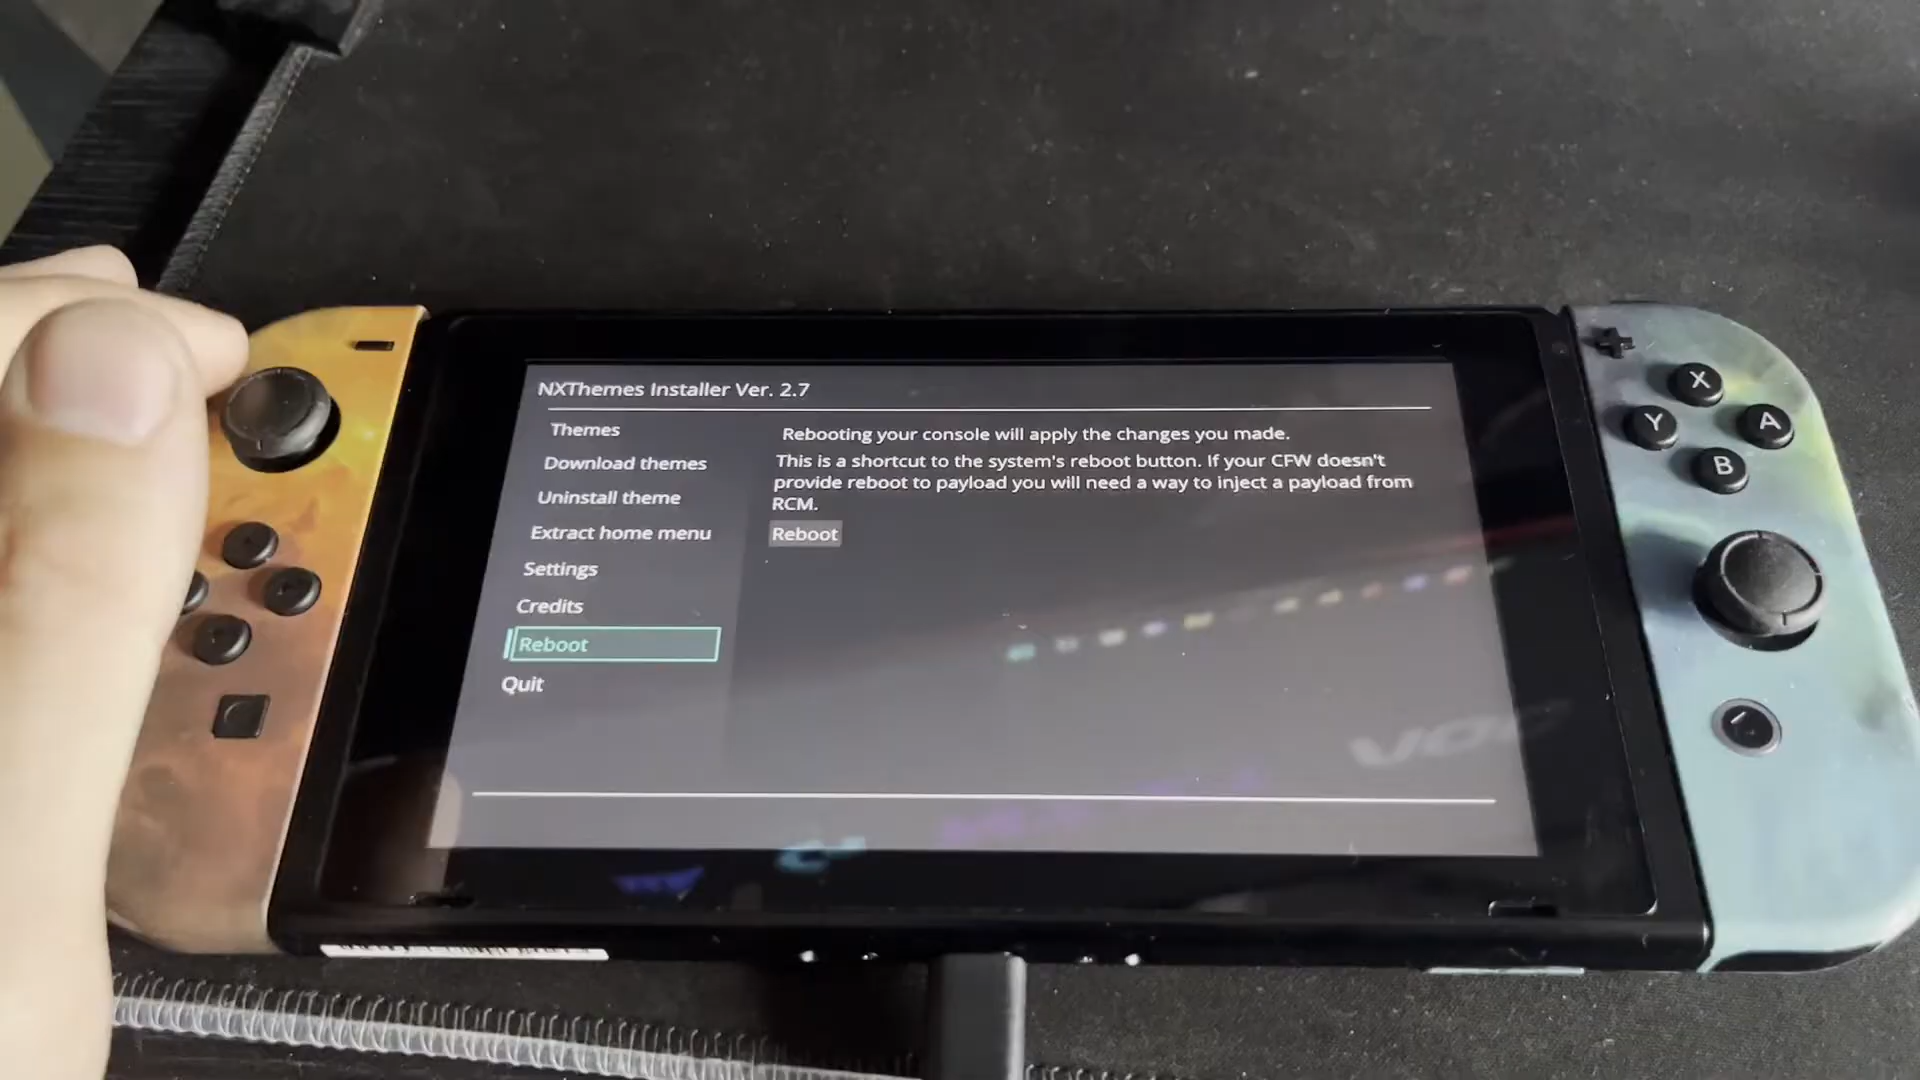 NXThemes Installer Ver. 2.7
Themes
Download themes
Uninstall theme
Extract home menu
Settings
Credits
Reboot
Quit
Rebooting your console will apply the changes you made.
This is a shortcut to the system's reboot button. If your CFW doesn't
provide reboot to payload you will need a way to inject a payload from
RCM.
Reboot
X
Y
A
B